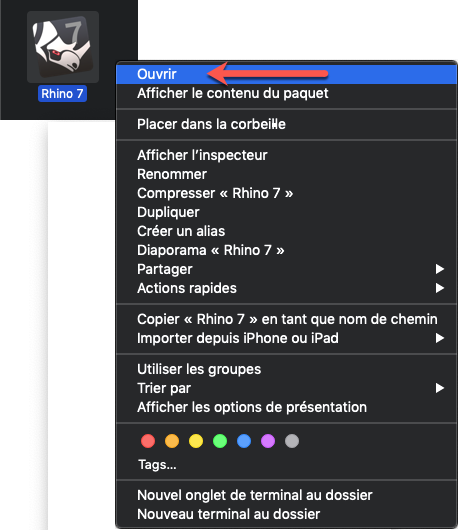 7
Rhino 7
Ouvrir
Afficher le contenu du paquet
Placer dans la corbeille
Afficher l’inspecteur
Renommer
Compresser « Rhino 7 »
Dupliquer
Créer un alias
Diaporama « Rhino 7 »
Partager
Actions rapides
Copier « Rhino 7 » en tant que nom de chemin
Importer depuis iPhone ou iPad
Utiliser les groupes
Trier par
Afficher les options de présentation
Tags...
Nouvel onglet de terminal au dossier
Nouveau terminal au dossier